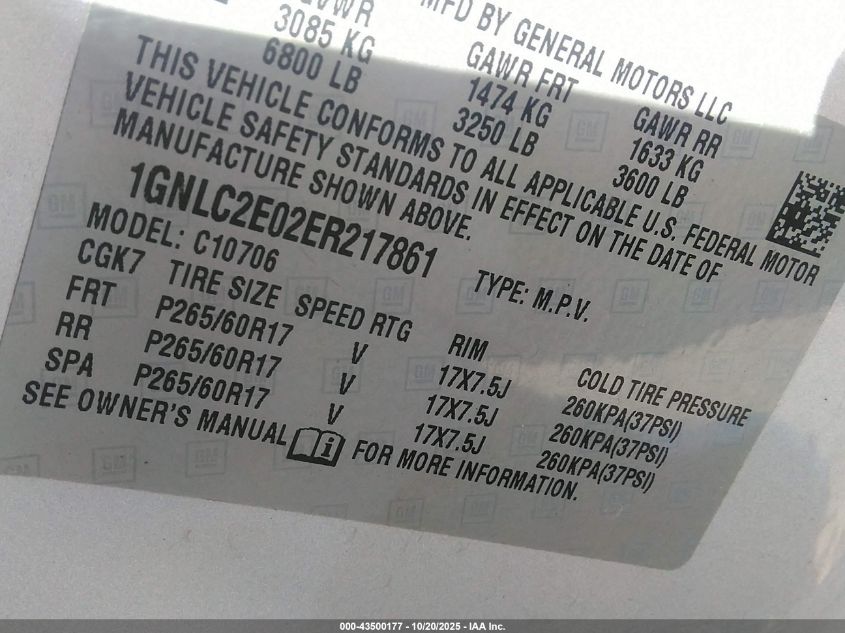 MFD BY GENERAL MOTORS LLC
GVWR GAWR FRT GAWR RR
3085 KG 1474 KG 1633 KG
6800 LB 3250 LB 3600 LB
THIS VEHICLE CONFORMS TO ALL APPLICABLE U.S. FEDERAL MOTOR
VEHICLE SAFETY STANDARDS IN EFFECT ON THE DATE OF
MANUFACTURE SHOWN ABOVE.
1GNLC2E02ER217861
TYPE: M.P.V.
MODEL: C10706
CGK7 TIRE SIZE SPEED RTG RIM COLD TIRE PRESSURE
FRT P265/60R17 V 17X7.5J 260KPA(37PSI)
RR P265/60R17 V 17X7.5J 260KPA(37PSI)
SPA P265/60R17 V 17X7.5J 260KPA(37PSI)
SEE OWNER'S MANUAL FOR MORE INFORMATION.
000-43500177 - 10/20/2025 - IAA Inc.